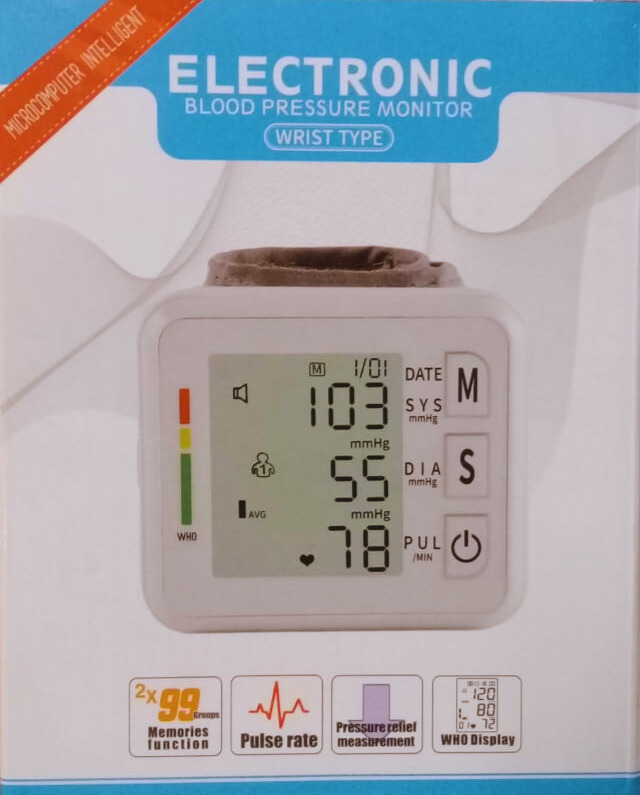 MICROCOMPUTER INTELLIGENT
ELECTRONIC
BLOOD PRESSURE MONITOR
WRIST TYPE
M 1/01 DATE M
103 SYS
mmHg
mmHg
55 DIA S
mmHg
AVG mmHg
78 PUL
/MIN
1
WHO
2x99 Groups
Memories
function
Pulse rate
Pressure relief
measurement
120
80
72
WHO Display